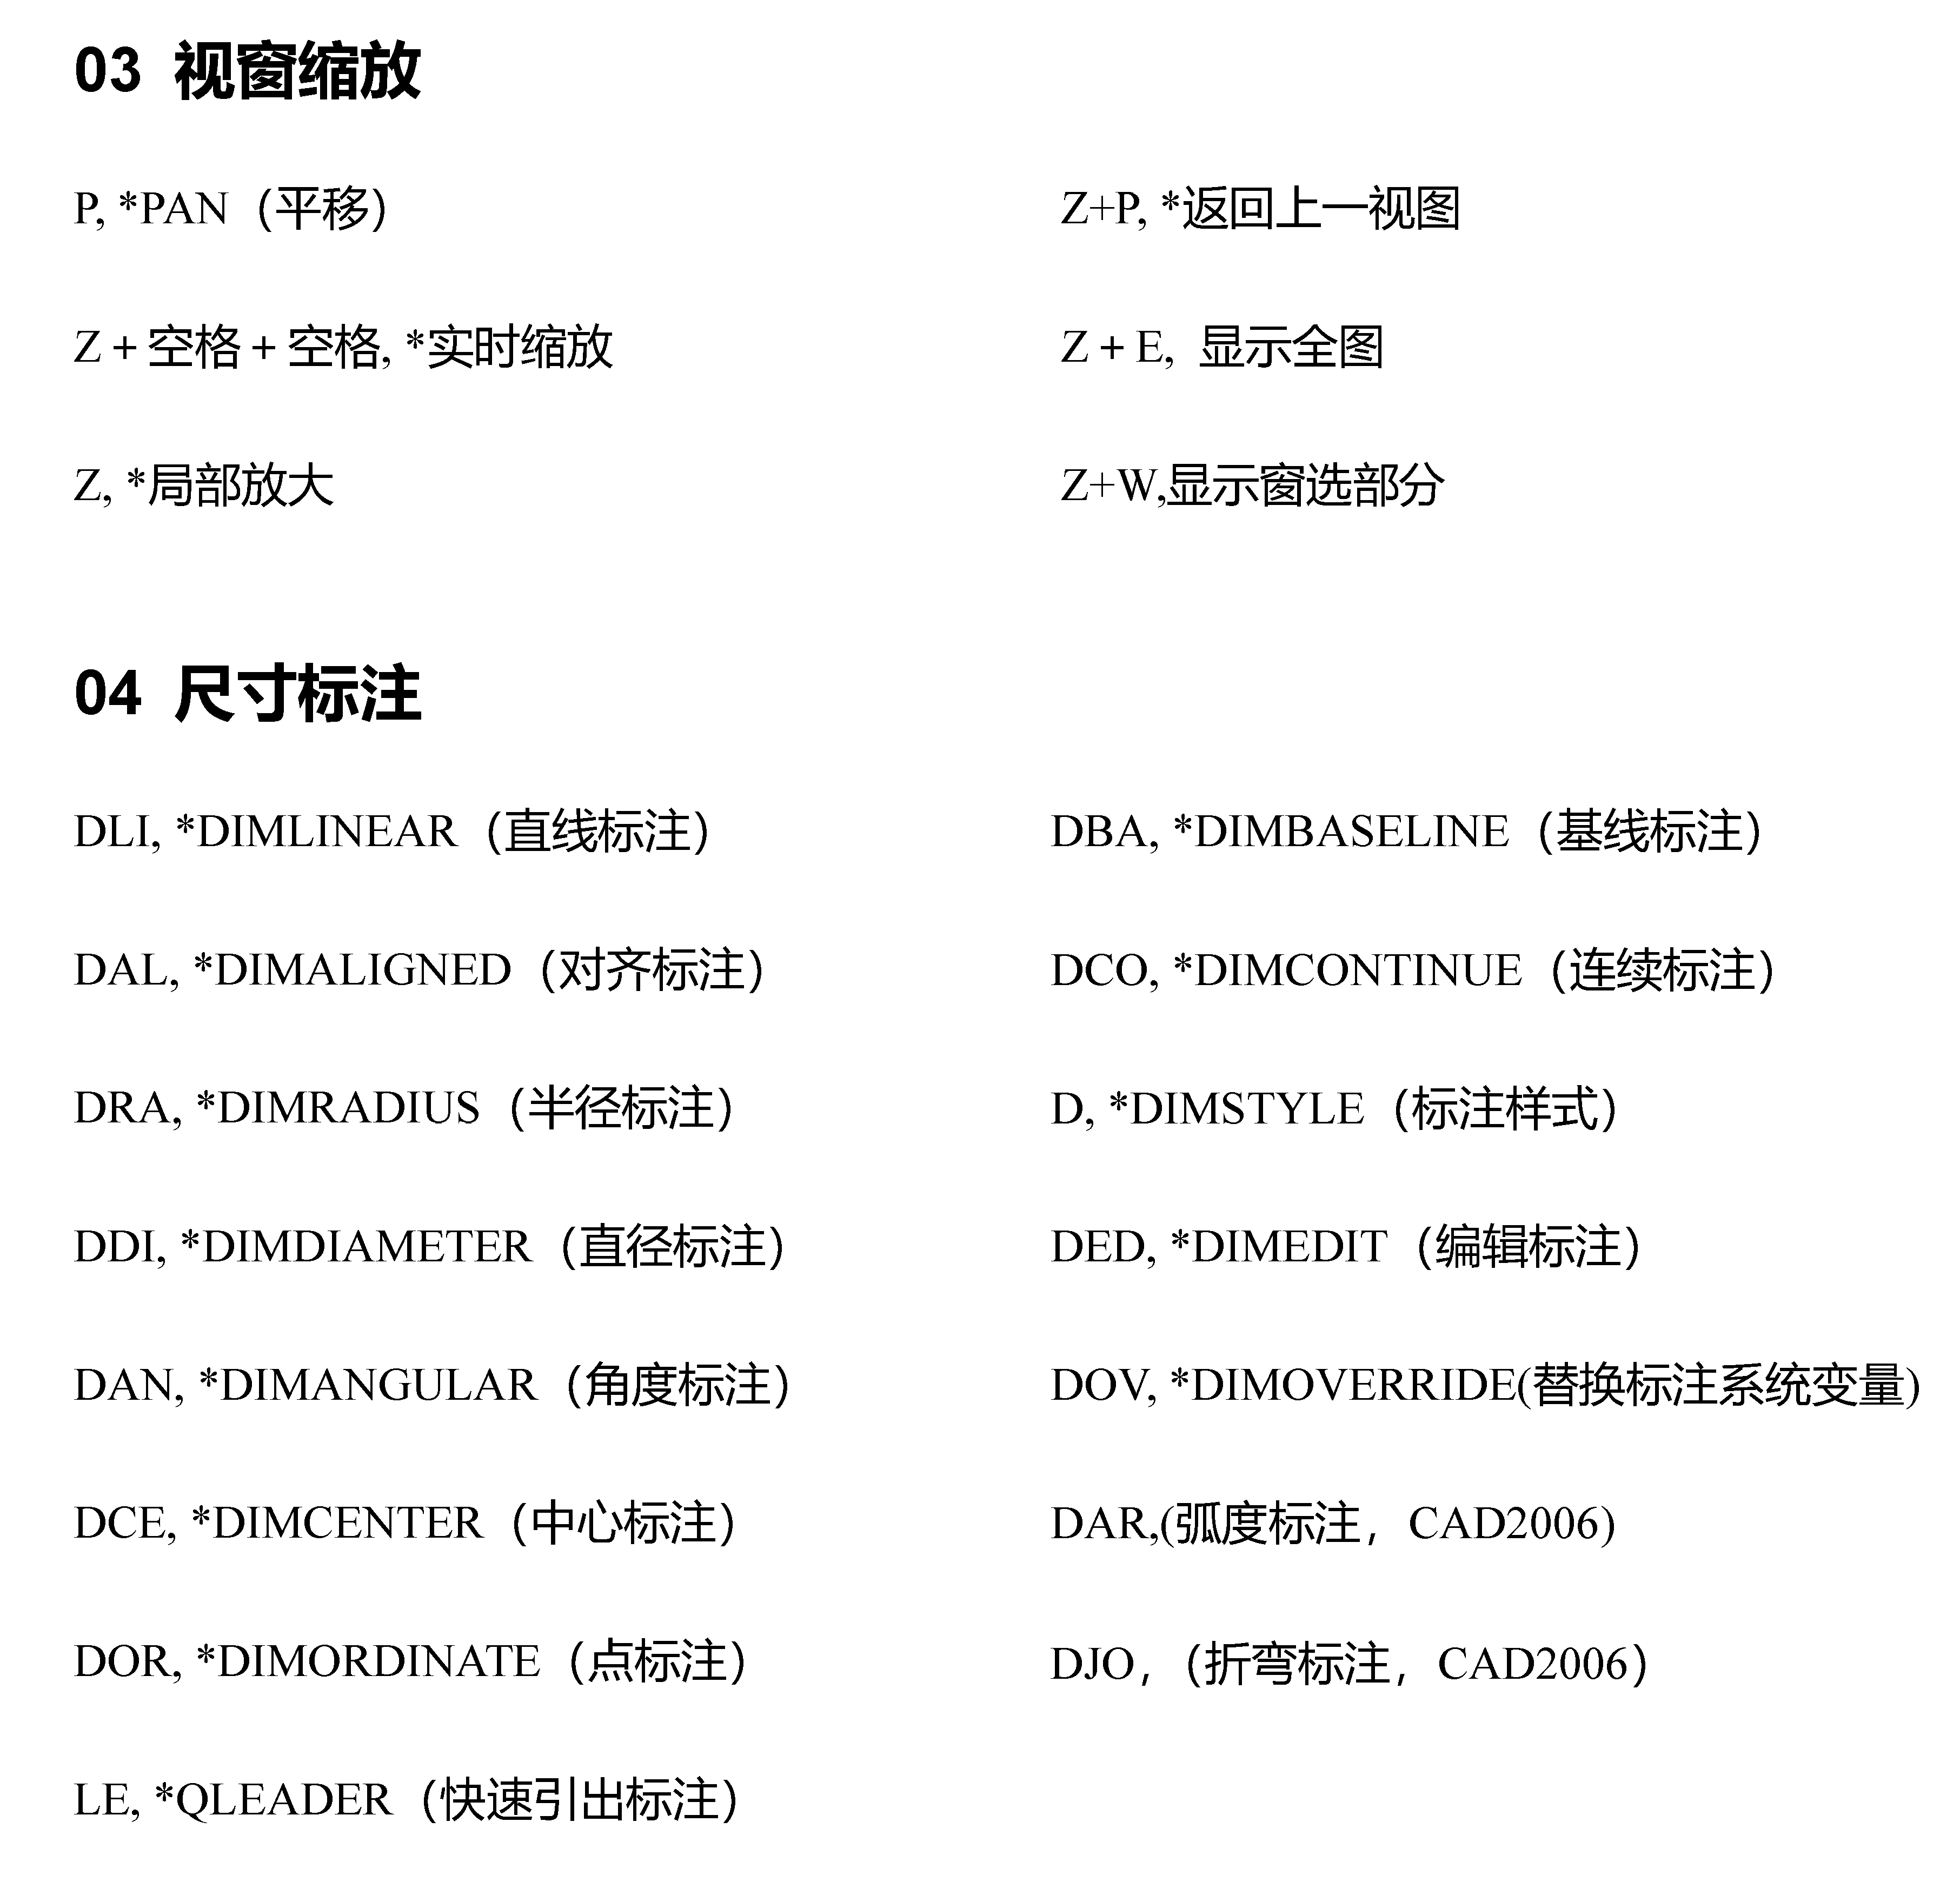 03 视窗缩放
P, *PAN（平移）
Z+P, *返回上一视图
Z + 空格 + 空格, *实时缩放
Z + E, 显示全图
Z, *局部放大
Z+W,显示窗选部分
04 尺寸标注
DLI, *DIMLINEAR（直线标注）
DBA, *DIMBASELINE（基线标注）
DAL, *DIMALIGNED（对齐标注）
DCO, *DIMCONTINUE（连续标注）
DRA, *DIMRADIUS（半径标注）
D, *DIMSTYLE（标注样式）
DDI, *DIMDIAMETER（直径标注）
DED, *DIMEDIT（编辑标注）
DAN, *DIMANGULAR（角度标注）
DOV, *DIMOVERRIDE(替换标注系统变量)
DCE, *DIMCENTER（中心标注）
DAR,(弧度标注，CAD2006)
DOR, *DIMORDINATE（点标注）
DJO，（折弯标注，CAD2006）
LE, *QLEADER（快速引出标注）